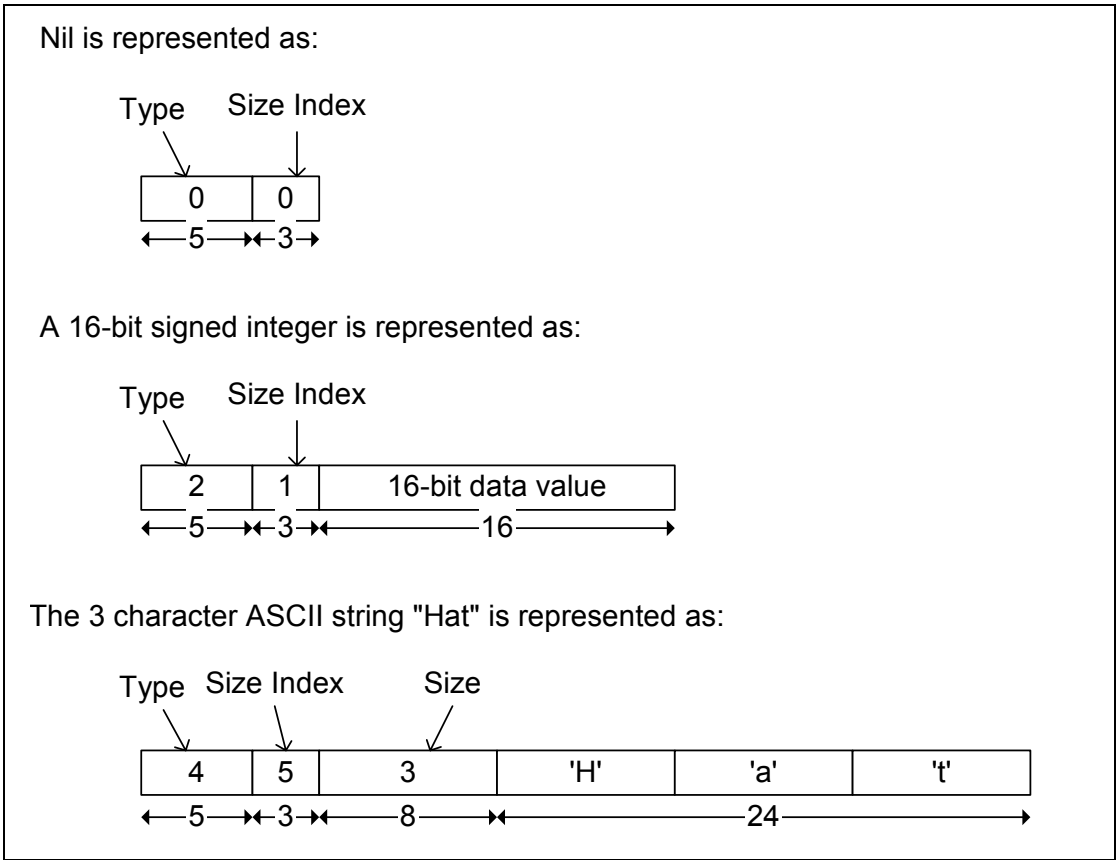 Nil is represented as:
Type Size Index
0 0
5 3
A 16-bit signed integer is represented as:
Type Size Index
2 1 16-bit data value
5 3 16
The 3 character ASCII string "Hat" is represented as:
Type Size Index Size
4 5 3 'H' 'a' 't'
5 3 8 24